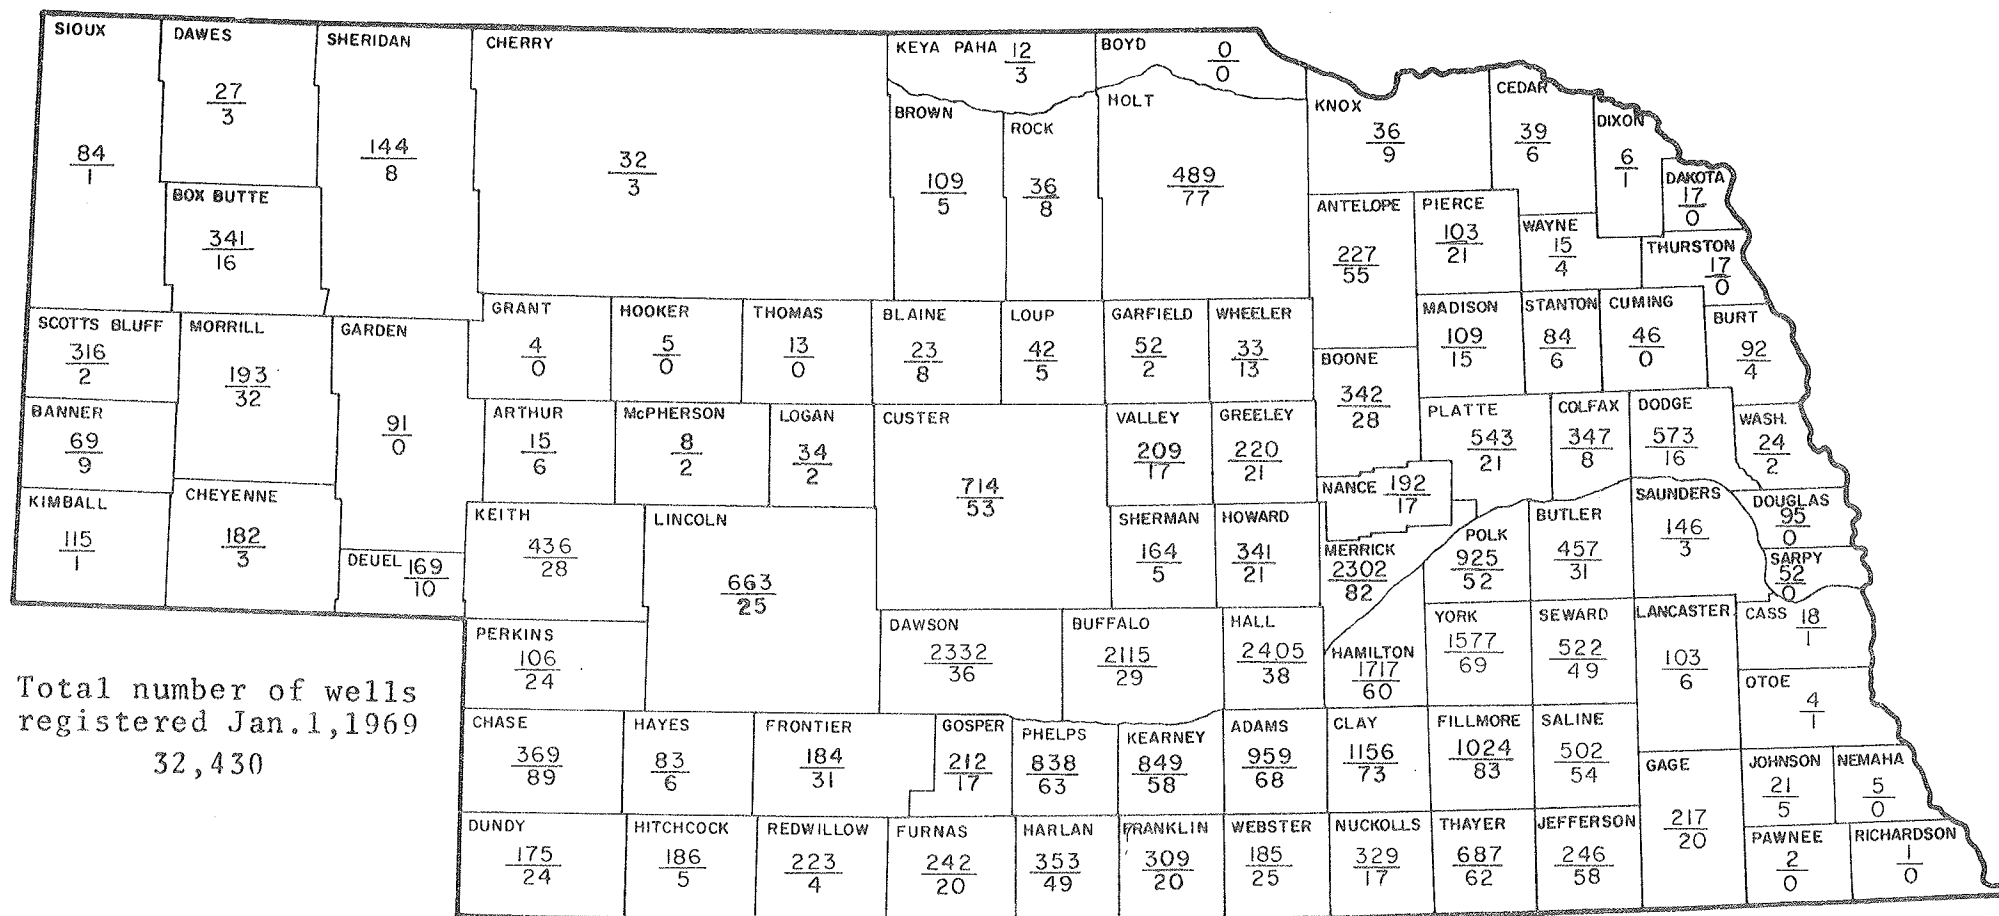 SIOUX
84
1
DAWES
27
3
SHERIDAN
144
8
CHERRY
32
3
KEYA PAHA 12
3
BOYD
0
0
BOX BUTTE
341
16
BROWN
109
5
ROCK
36
8
HOLT
489
77
KNOX
36
9
CEDAR
39
6
DIXON
6
1
DAKOTA
17
0
ANTELOPE
227
55
PIERCE
103
21
WAYNE
15
4
THURSTON
17
0
SCOTTS BLUFF
316
2
MORRILL
193
32
GARDEN
91
0
GRANT
4
0
HOOKER
5
0
THOMAS
13
0
BLAINE
23
8
LOUP
42
5
GARFIELD
52
2
WHEELER
33
13
BOONE
342
28
MADISON
109
15
STANTON
84
6
CUMING
46
0
BURT
92
4
BANNER
69
9
ARTHUR
15
6
McPHERSON
8
2
LOGAN
34
2
CUSTER
714
53
VALLEY
209
17
GREELEY
220
21
PLATTE
543
21
COLFAX
347
8
DODGE
573
16
WASH.
24
2
KIMBALL
115
1
CHEYENNE
182
3
DEUEL 169
10
KEITH
436
28
LINCOLN
663
25
SHERMAN
164
5
HOWARD
341
21
NANCE 192
17
MERRICK
2302
82
POLK
925
52
BUTLER
457
31
SAUNDERS
146
3
DOUGLAS
95
0
SARPY
52
0
PERKINS
106
24
DAWSON
2332
36
BUFFALO
2115
29
HALL
2405
38
HAMILTON
1717
60
YORK
1577
69
SEWARD
522
49
LANCASTER
103
6
CASS 18
1
OTOE
4
1
Total number of wells
registered Jan.1,1969
32,430
CHASE
369
89
HAYES
83
6
FRONTIER
184
31
GOSPER
212
17
PHELPS
838
63
KEARNEY
849
58
ADAMS
959
68
CLAY
1156
73
FILLMORE
1024
83
SALINE
502
54
GAGE
217
20
JOHNSON
21
5
NEMAHA
5
0
DUNDY
175
24
HITCHCOCK
186
5
REDWILLOW
223
4
FURNAS
242
20
HARLAN
353
49
FRANKLIN
309
20
WEBSTER
185
25
NUCKOLLS
329
17
THAYER
687
62
JEFFERSON
246
58
PAWNEE
2
0
RICHARDSON
1
0